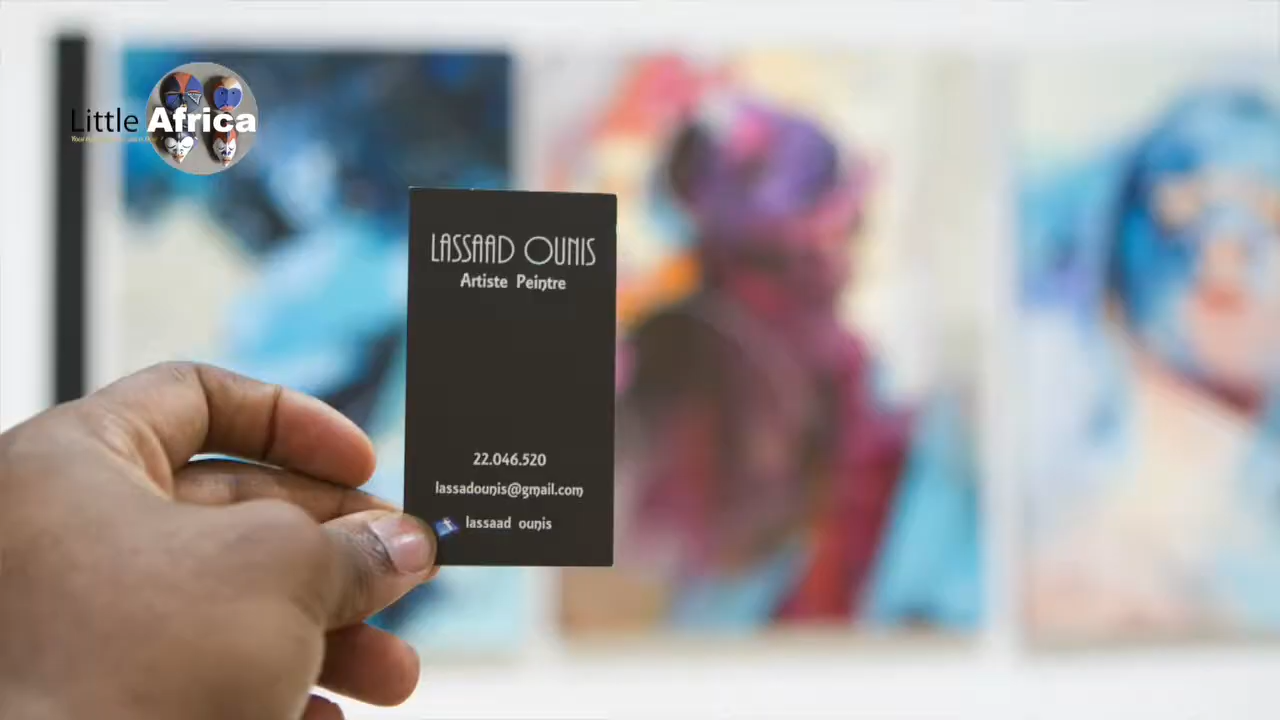 Little Africa
LASSAAD OUNIS
Artiste Peintre
22.046.520
lassadounis@gmail.com
lassaad ounis